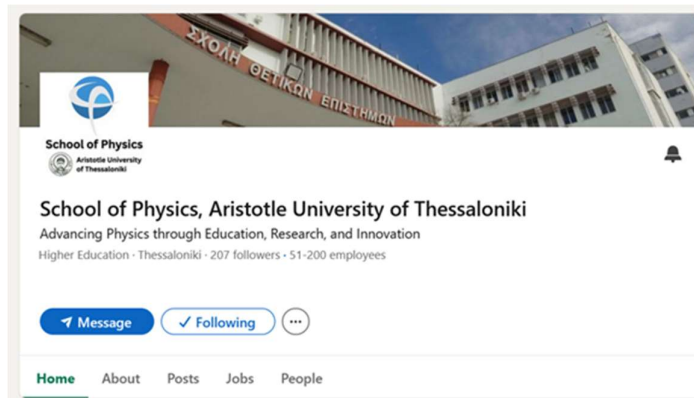 ΣΧΟΛΗ ΘΕΤΙΚΩΝ ΕΠΙΣΤΗΜΩΝ
School of Physics
Aristotle University
of Thessaloniki
School of Physics, Aristotle University of Thessaloniki
Advancing Physics through Education, Research, and Innovation
Higher Education · Thessaloniki · 207 followers · 51-200 employees
Message
Following
Home About Posts Jobs People